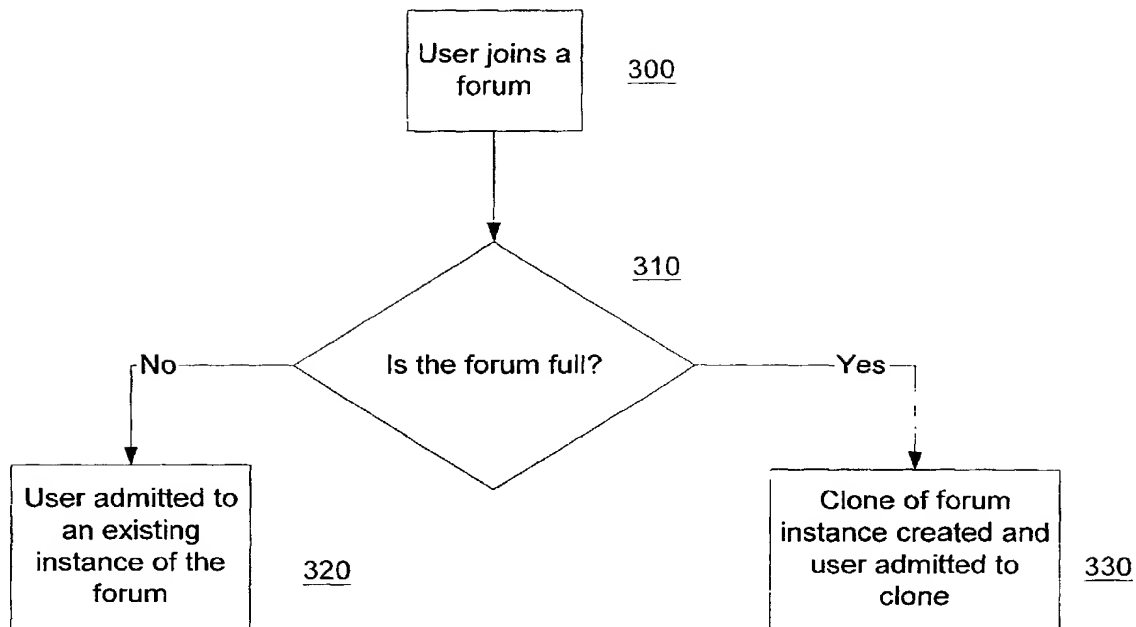 User joins a
forum
300
310
Is the forum full?
No
Yes
User admitted to
an existing
instance of the
forum
320
Clone of forum
instance created and
user admitted to
clone
330